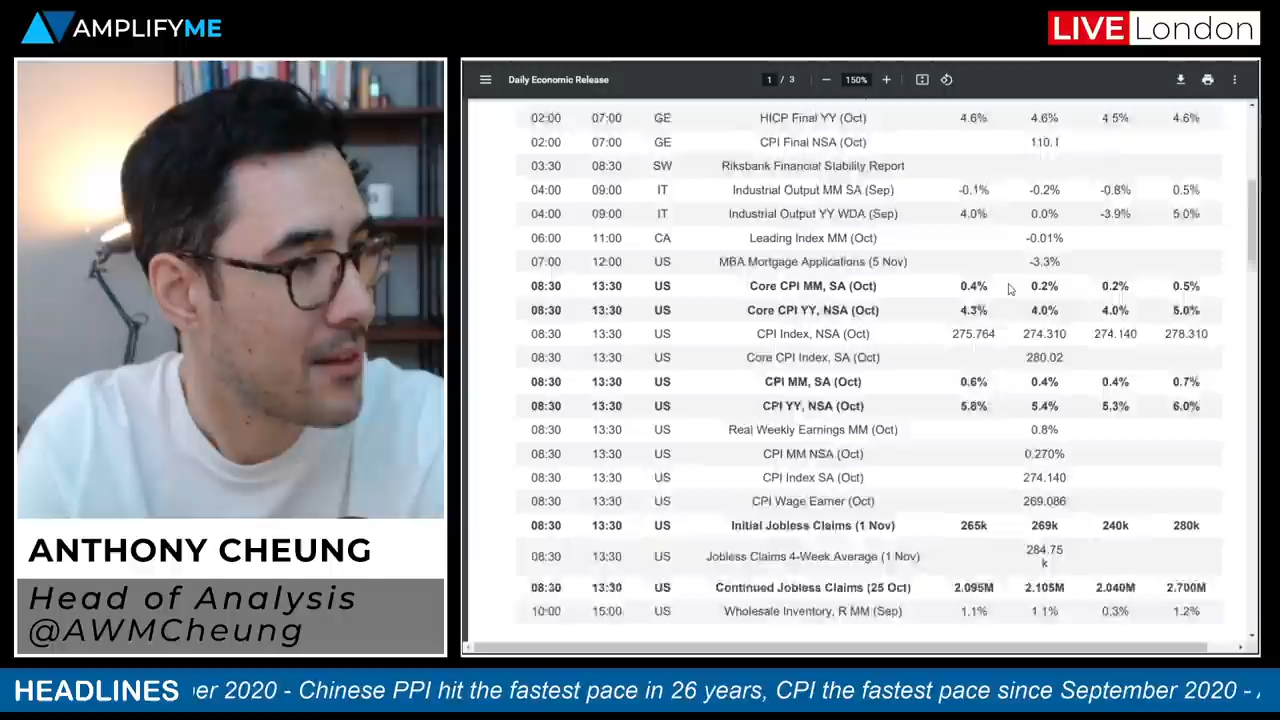 AMPLIFYME
LIVE London
Daily Economic Release
1 / 3
150%
02:00 07:00 GE HICP Final YY (Oct) 4.6% 4.6% 4.5% 4.6%
02:00 07:00 GE CPI Final NSA (Oct) 110.1
03:30 08:30 SW Riksbank Financial Stability Report
04:00 09:00 IT Industrial Output MM SA (Sep) -0.1% -0.2% -0.8% 0.5%
04:00 09:00 IT Industrial Output YY WDA (Sep) 4.0% 0.0% -3.9% 5.0%
06:00 11:00 CA Leading Index MM (Oct) -0.01%
07:00 12:00 US MBA Mortgage Applications (5 Nov) -3.3%
08:30 13:30 US Core CPI MM, SA (Oct) 0.4% 0.2% 0.2% 0.5%
08:30 13:30 US Core CPI YY, NSA (Oct) 4.3% 4.0% 4.0% 5.0%
08:30 13:30 US CPI Index, NSA (Oct) 275.764 274.310 274.140 278.310
08:30 13:30 US Core CPI Index, SA (Oct) 280.02
08:30 13:30 US CPI MM, SA (Oct) 0.6% 0.4% 0.4% 0.7%
08:30 13:30 US CPI YY, NSA (Oct) 5.8% 5.4% 5.3% 6.0%
08:30 13:30 US Real Weekly Earnings MM (Oct) 0.8%
08:30 13:30 US CPI MM NSA (Oct) 0.270%
08:30 13:30 US CPI Index SA (Oct) 274.140
08:30 13:30 US CPI Wage Earner (Oct) 269.086
08:30 13:30 US Initial Jobless Claims (1 Nov) 265k 269k 240k 280k
08:30 13:30 US Jobless Claims 4-Week Average (1 Nov) 284.75
k
08:30 13:30 US Continued Jobless Claims (25 Oct) 2.095M 2.105M 2.040M 2.700M
10:00 15:00 US Wholesale Inventory, R MM (Sep) 1.1% 1.1% 0.3% 1.2%
ANTHONY CHEUNG
Head of Analysis
@AWMCheung
HEADLINES er 2020 - Chinese PPI hit the fastest pace in 26 years, CPI the fastest pace since September 2020 -